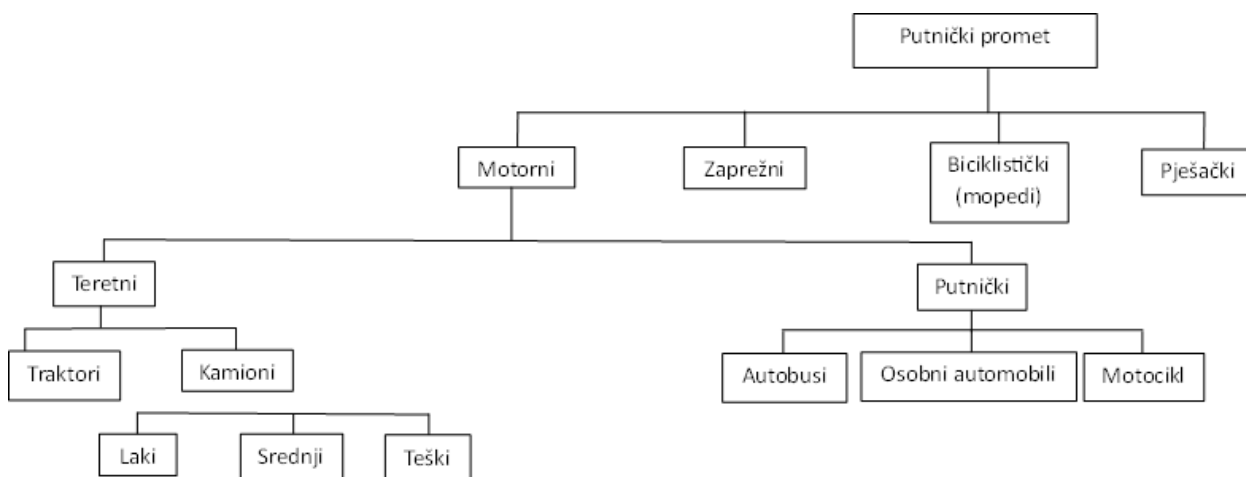 Putnički promet
Motorni
Zaprežni
Biciklistički
(mopedi)
Pješački
Teretni
Putnički
Traktori
Kamioni
Autobusi
Osobni automobili
Motocikl
Laki
Srednji
Teški